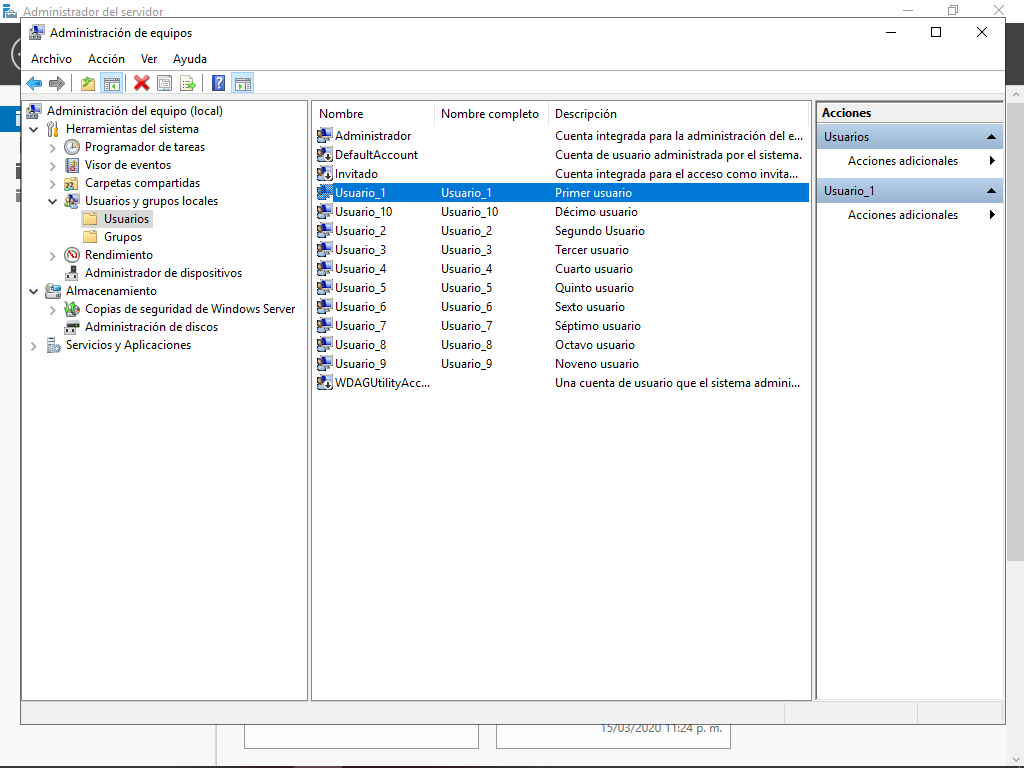 Administrador del servidor
Administración de equipos
Archivo Acción Ver Ayuda
Administración del equipo (local)
Herramientas del sistema
Programador de tareas
Visor de eventos
Carpetas compartidas
Usuarios y grupos locales
Usuarios
Grupos
Rendimiento
Administrador de dispositivos
Almacenamiento
Copias de seguridad de Windows Server
Administración de discos
Servicios y Aplicaciones
Nombre Nombre completo Descripción
Administrador Cuenta integrada para la administración del e...
DefaultAccount Cuenta de usuario administrada por el sistema.
Invitado Cuenta integrada para el acceso como invita...
Usuario_1 Usuario_1 Primer usuario
Usuario_10 Usuario_10 Décimo usuario
Usuario_2 Usuario_2 Segundo Usuario
Usuario_3 Usuario_3 Tercer usuario
Usuario_4 Usuario_4 Cuarto usuario
Usuario_5 Usuario_5 Quinto usuario
Usuario_6 Usuario_6 Sexto usuario
Usuario_7 Usuario_7 Séptimo usuario
Usuario_8 Usuario_8 Octavo usuario
Usuario_9 Usuario_9 Noveno usuario
WDAGUtilityAcc... Una cuenta de usuario que el sistema admini...
Acciones
Usuarios
Acciones adicionales
Usuario_1
Acciones adicionales
15/03/2020 11:24 p. m.